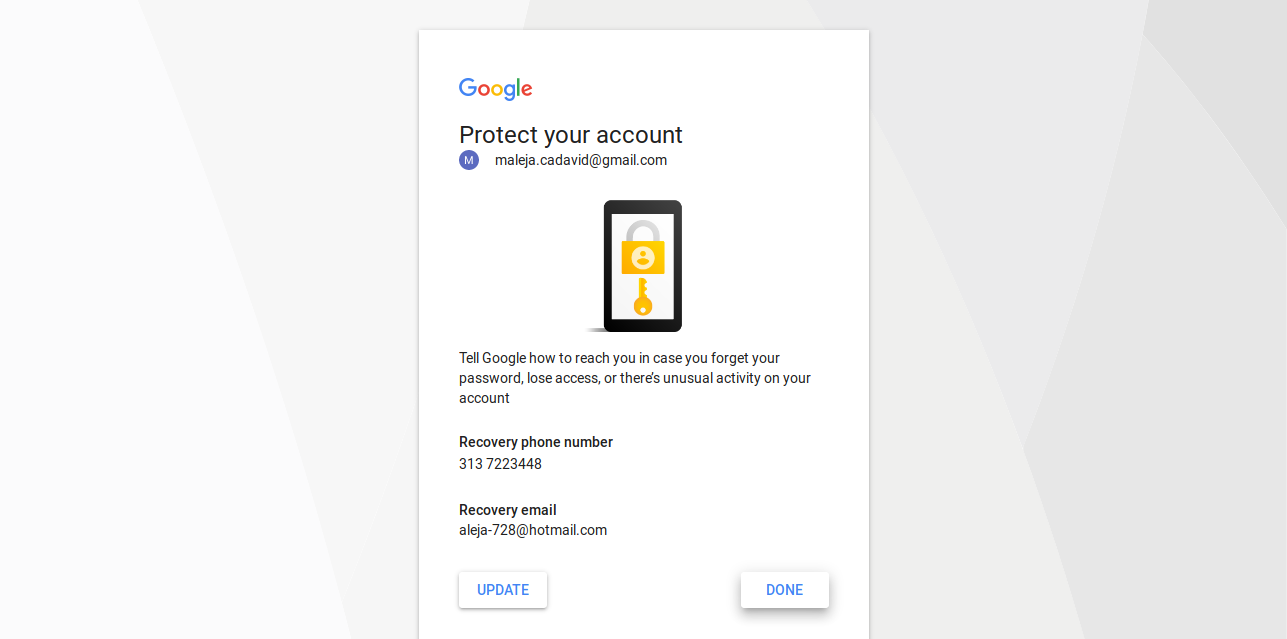 Google
Protect your account
M maleja.cadavid@gmail.com
Tell Google how to reach you in case you forget your
password, lose access, or there's unusual activity on your
account
Recovery phone number
313 7223448
Recovery email
aleja-728@hotmail.com
UPDATE DONE